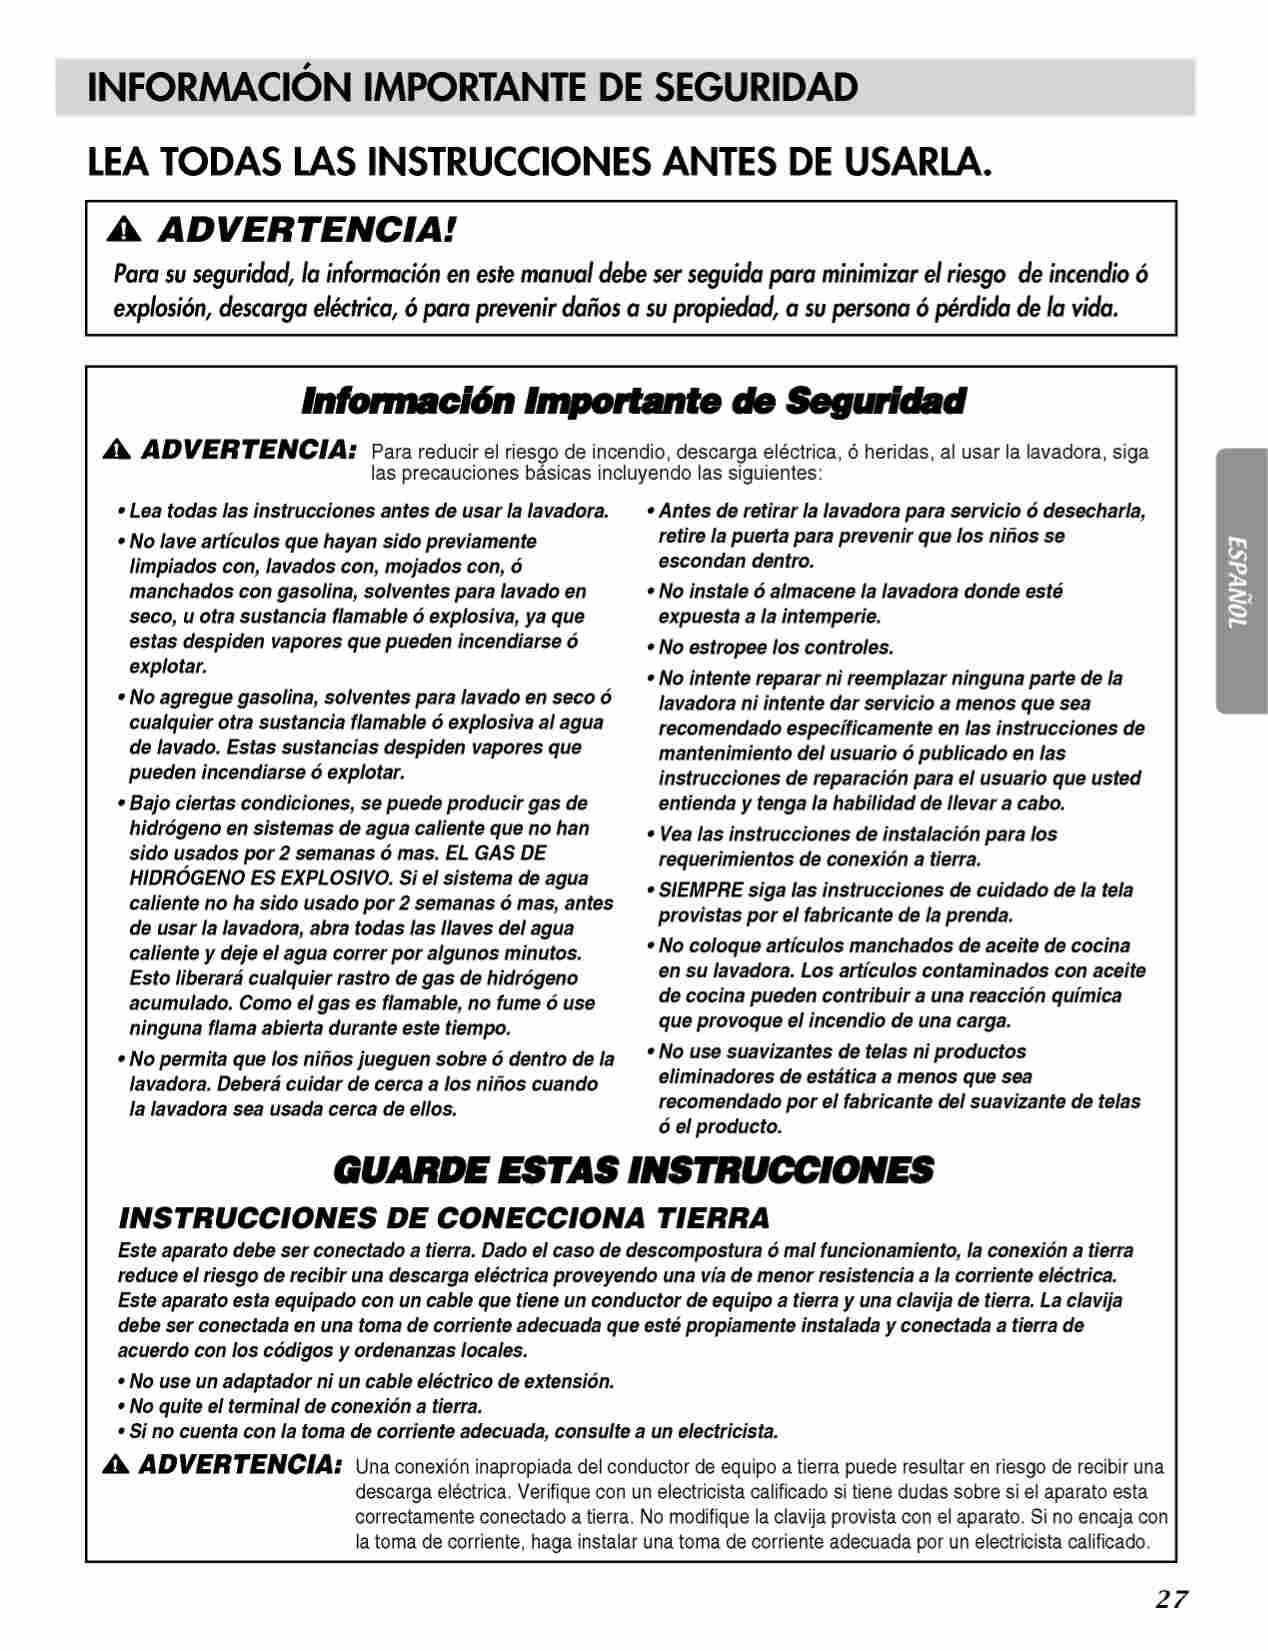 INFORMACIÓN IMPORTANTE DE SEGURIDAD
LEA TODAS LAS INSTRUCCIONES ANTES DE USARLA.
ADVERTENCIA!
Para su seguridad, la información en este manual debe ser seguida para minimizar el riesgo de incendio ó
explosión, descarga eléctrica, ó para prevenir daños a su propiedad, a su persona ó pérdida de la vida.
Información Importante de Seguridad
ADVERTENCIA: Para reducir el riesgo de incendio, descarga eléctrica, ó heridas, al usar la lavadora, siga
las precauciones básicas incluyendo las siguientes:
• Lea todas las instrucciones antes de usar la lavadora.
• No lave artículos que hayan sido previamente
limpiados con, lavados con, mojados con, ó
manchados con gasolina, solventes para lavado en
seco, u otra sustancia flamable ó explosiva, ya que
estas despiden vapores que pueden incendiarse ó
explotar.
• No agregue gasolina, solventes para lavado en seco ó
cualquier otra sustancia flamable ó explosiva al agua
de lavado. Estas sustancias despiden vapores que
pueden incendiarse ó explotar.
• Bajo ciertas condiciones, se puede producir gas de
hidrógeno en sistemas de agua caliente que no han
sido usados por 2 semanas ó mas. EL GAS DE
HIDRÓGENO ES EXPLOSIVO. Si el sistema de agua
caliente no ha sido usado por 2 semanas ó mas, antes
de usar la lavadora, abra todas las llaves del agua
caliente y deje el agua correr por algunos minutos.
Esto liberará cualquier rastro de gas de hidrógeno
acumulado. Como el gas es flamable, no fume ó use
ninguna flama abierta durante este tiempo.
• No permita que los niños jueguen sobre ó dentro de la
lavadora. Deberá cuidar de cerca a los niños cuando
la lavadora sea usada cerca de ellos.
• Antes de retirar la lavadora para servicio ó desecharla,
retire la puerta para prevenir que los niños se
escondan dentro.
• No instale ó almacene la lavadora donde esté
expuesta a la intemperie.
• No estropee los controles.
• No intente reparar ni reemplazar ninguna parte de la
lavadora ni intente dar servicio a menos que sea
recomendado específicamente en las instrucciones de
mantenimiento del usuario ó publicado en las
instrucciones de reparación para el usuario que usted
entienda y tenga la habilidad de llevar a cabo.
• Vea las instrucciones de instalación para los
requerimientos de conexión a tierra.
• SIEMPRE siga las instrucciones de cuidado de la tela
provistas por el fabricante de la prenda.
• No coloque artículos manchados de aceite de cocina
en su lavadora. Los artículos contaminados con aceite
de cocina pueden contribuir a una reacción química
que provoque el incendio de una carga.
• No use suavizantes de telas ni productos
eliminadores de estática a menos que sea
recomendado por el fabricante del suavizante de telas
ó el producto.
GUARDE ESTAS INSTRUCCIONES
INSTRUCCIONES DE CONECCIONA TIERRA
Este aparato debe ser conectado a tierra. Dado el caso de descompostura ó mal funcionamiento, la conexión a tierra
reduce el riesgo de recibir una descarga eléctrica proveyendo una vía de menor resistencia a la corriente eléctrica.
Este aparato esta equipado con un cable que tiene un conductor de equipo a tierra y una clavija de tierra. La clavija
debe ser conectada en una toma de corriente adecuada que esté propiamente instalada y conectada a tierra de
acuerdo con los códigos y ordenanzas locales.
• No use un adaptador ni un cable eléctrico de extensión.
• No quite el terminal de conexión a tierra.
• Si no cuenta con la toma de corriente adecuada, consulte a un electricista.
ADVERTENCIA: Una conexión inapropiada del conductor de equipo a tierra puede resultar en riesgo de recibir una
descarga eléctrica. Verifique con un electricista calificado si tiene dudas sobre si el aparato esta
correctamente conectado a tierra. No modifique la clavija provista con el aparato. Si no encaja con
la toma de corriente, haga instalar una toma de corriente adecuada por un electricista calificado.
ESPAÑOL
27